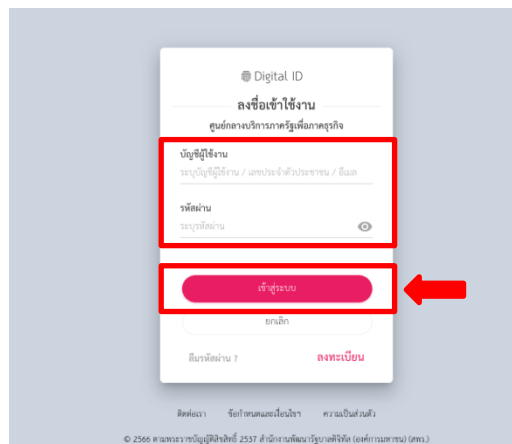 Digital ID
ลงชื่อเข้าใช้งาน
ศูนย์กลางบริการภาครัฐเพื่อภาคธุรกิจ
บัญชีผู้ใช้งาน
ระบุบัญชีผู้ใช้งาน / เลขประจำตัวประชาชน / อีเมล
รหัสผ่าน
ระบุรหัสผ่าน
เข้าสู่ระบบ
ยกเลิก
ลืมรหัสผ่าน ? ลงทะเบียน
ติดต่อเรา ข้อกำหนดและเงื่อนไขฯ ความเป็นส่วนตัว
© 2566 ตามพระราชบัญญัติลิขสิทธิ์ 2537 สำนักงานพัฒนารัฐบาลดิจิทัล (องค์การมหาชน) (สพร.)